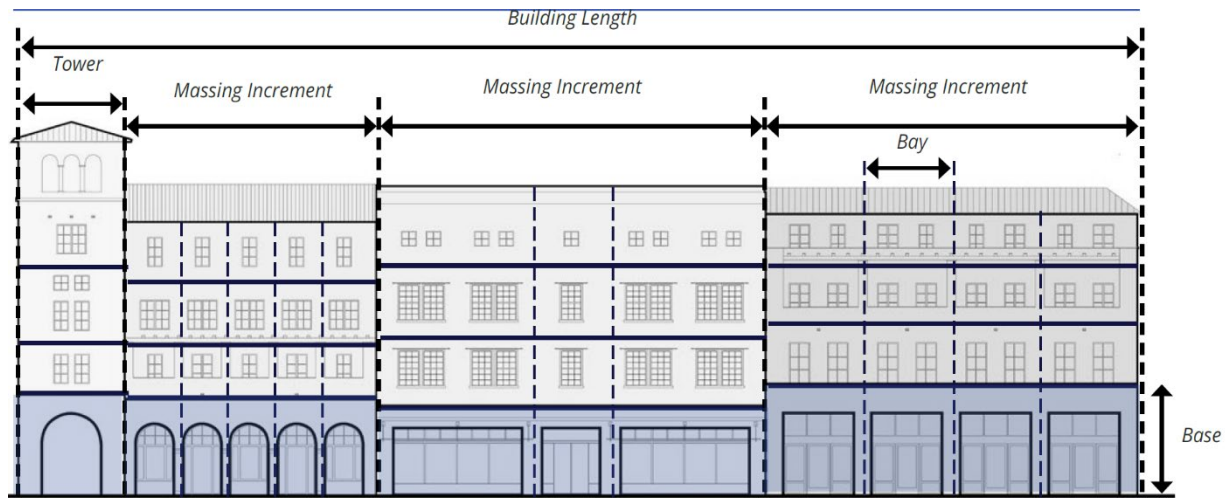 Building Length
Tower
Massing Increment
Massing Increment
Massing Increment
Bay
Base